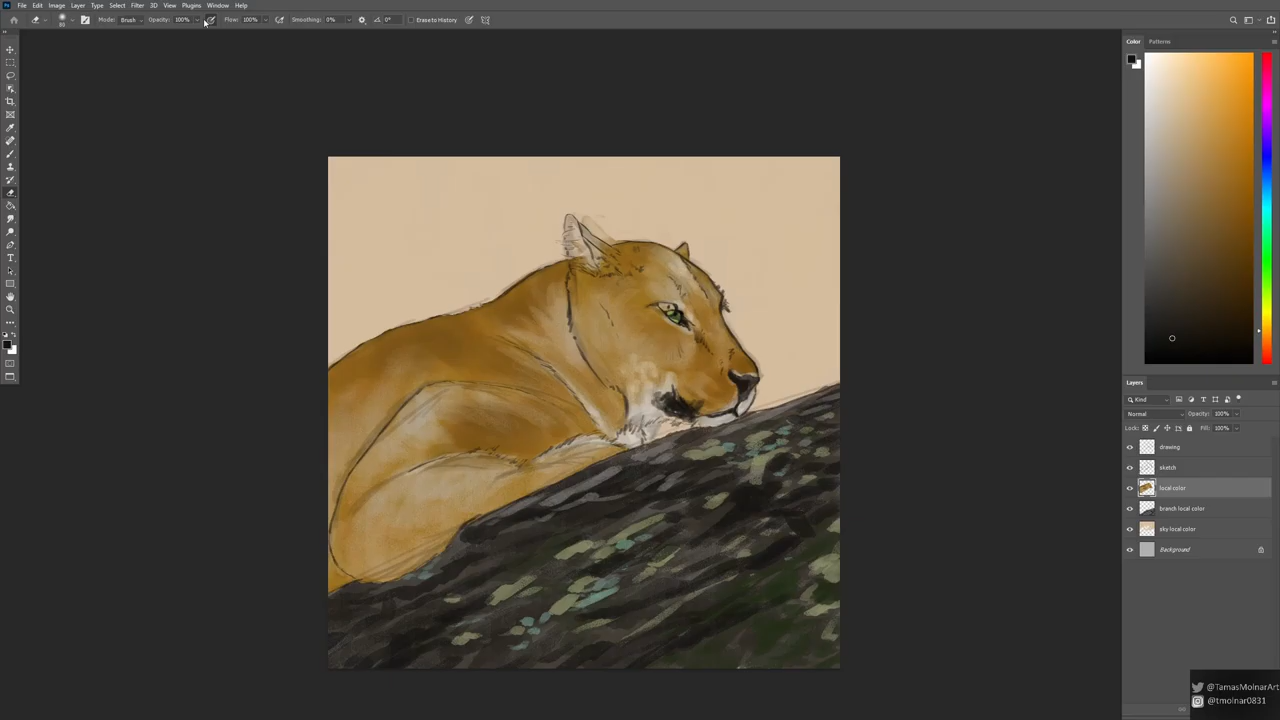 File Edit Image Layer Type Select Filter 3D View Plugins Window Help
80 Mode: Brush Opacity: 100% Flow: 100% Smoothing: 0% 0° Erase to History
Color Patterns
Layers
Kind
Normal Opacity: 100%
Lock: Fill: 100%
drawing
sketch
local color
branch local color
sky local color
Background
@TamasMolnarArt
@tmolnar0831